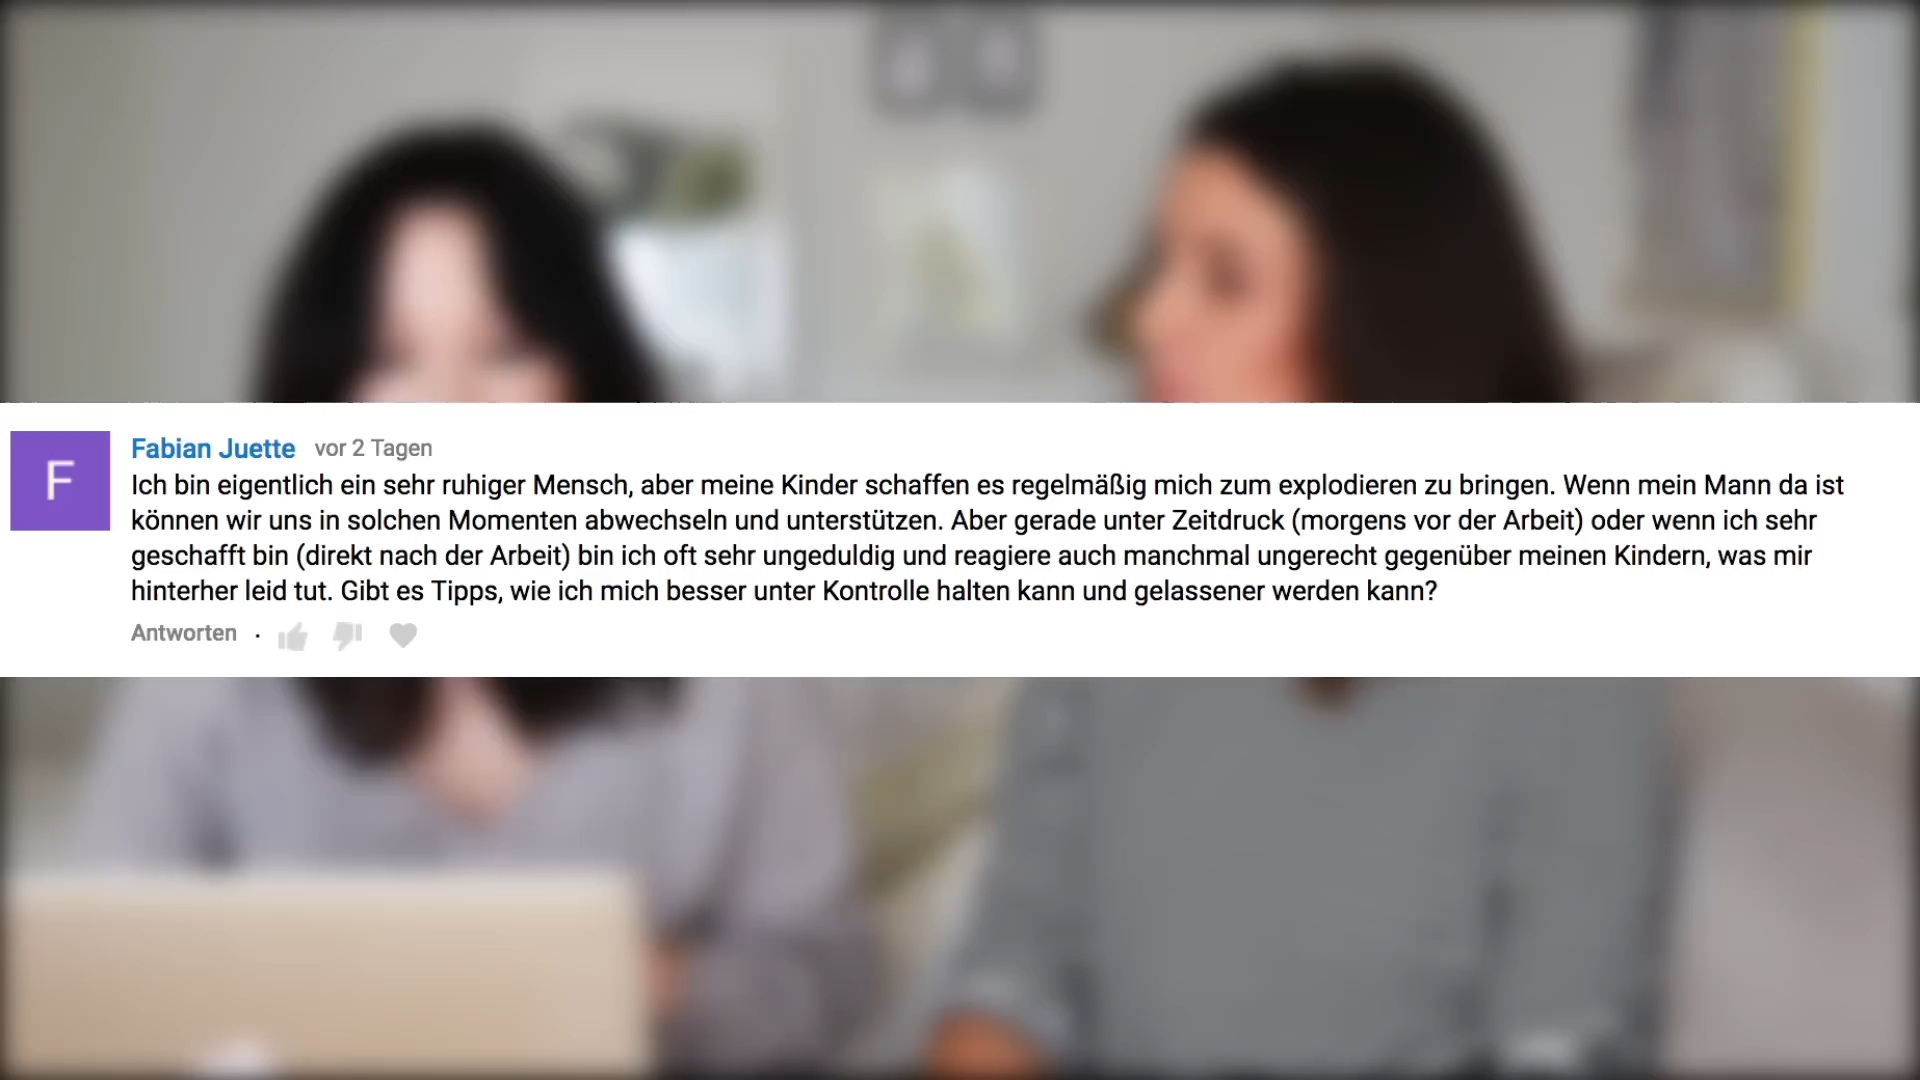 F
Fabian Juette vor 2 Tagen
Ich bin eigentlich ein sehr ruhiger Mensch, aber meine Kinder schaffen es regelmäßig mich zum explodieren zu bringen. Wenn mein Mann da ist
können wir uns in solchen Momenten abwechseln und unterstützen. Aber gerade unter Zeitdruck (morgens vor der Arbeit) oder wenn ich sehr
geschafft bin (direkt nach der Arbeit) bin ich oft sehr ungeduldig und reagiere auch manchmal ungerecht gegenüber meinen Kindern, was mir
hinterher leid tut. Gibt es Tipps, wie ich mich besser unter Kontrolle halten kann und gelassener werden kann?
Antworten ·